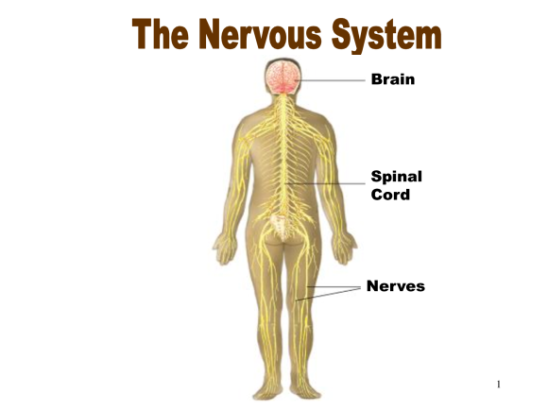 The Nervous System
Brain
Spinal
Cord
Nerves
1